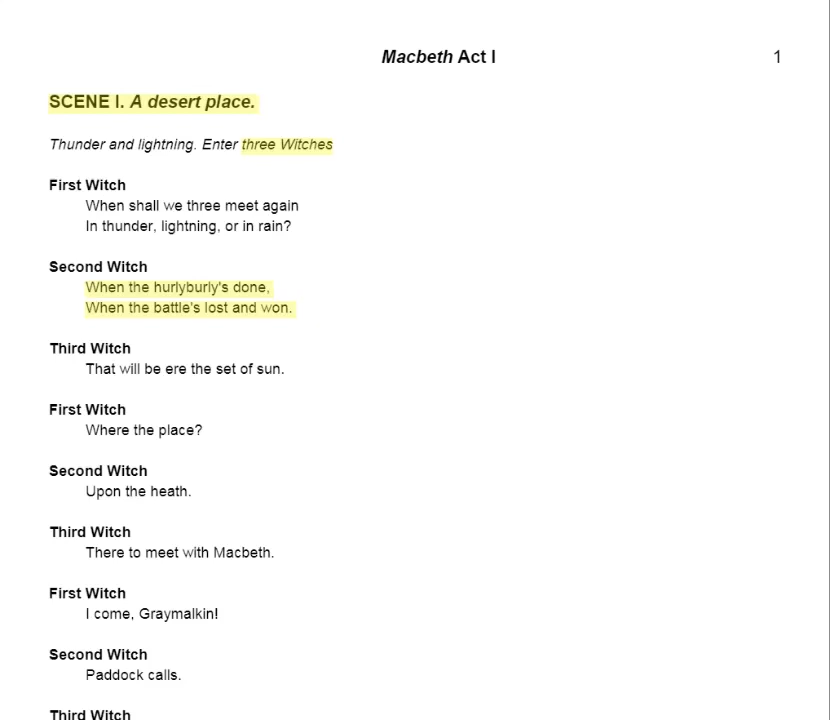 Macbeth Act I
1
SCENE I. A desert place.
Thunder and lightning. Enter three Witches
First Witch
When shall we three meet again
In thunder, lightning, or in rain?
Second Witch
When the hurlyburly's done,
When the battle's lost and won.
Third Witch
That will be ere the set of sun.
First Witch
Where the place?
Second Witch
Upon the heath.
Third Witch
There to meet with Macbeth.
First Witch
I come, Graymalkin!
Second Witch
Paddock calls.
Third Witch